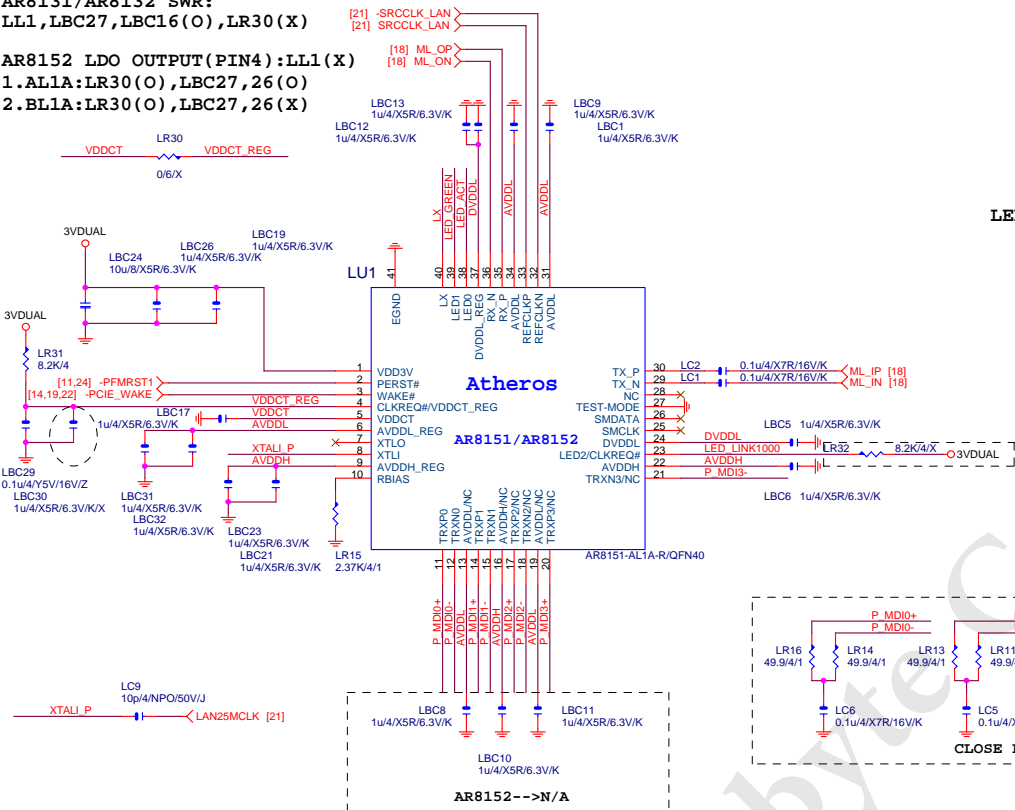 AR8131/AR8132 SWR:
LL1,LBC27,LBC16(O),LR30(X)
AR8152 LDO OUTPUT(PIN4):LL1(X)
1.AL1A:LR30(O),LBC27,26(O)
2.BL1A:LR30(O),LBC27,26(X)
[21] -SRCCLK_LAN
[21] SRCCLK_LAN
[18] ML_OP
[18] ML_ON
LBC13
1u/4/X5R/6.3V/K
LBC12
1u/4/X5R/6.3V/K
LBC9
1u/4/X5R/6.3V/K
LBC1
1u/4/X5R/6.3V/K
LR30
VDDCT
VDDCT_REG
0/6/X
LX
LED_GREEN
LED_ACT
DVDDL
AVDDL
AVDDL
3VDUAL
LBC24
10u/8/X5R/6.3V/K
LBC26
1u/4/X5R/6.3V/K
LBC19
1u/4/X5R/6.3V/K
LU1
41
EGND
40
39
38
37
36
35
34
33
32
31
LX
LED1
LED0
DVDDL_REG
RX_N
RX_P
AVDDL
REFCLKP
REFCLKN
AVDDL
3VDUAL
LR31
8.2K/4
[11,24] -PFMRST1
[14,19,22] -PCIE_WAKE
VDDCT_REG
LBC17
1u/4/X5R/6.3V/K
VDDCT
AVDDL
XTALI_P
AVDDH
1 VDD3V
2 PERST#
3 WAKE#
4 CLKREQ#/VDDCT_REG
5 VDDCT
6 AVDDL_REG
7 XTLO
8 XTLI
9 AVDDH_REG
10 RBIAS
Atheros
AR8151/AR8152
TX_P 30
TX_N 29
NC 28
TEST-MODE 27
SMDATA 26
SMCLK 25
DVDDL 24
LED2/CLKREQ# 23
AVDDH 22
TRXN3/NC 21
LC2 0.1u/4/X7R/16V/K ML_IP [18]
LC1 0.1u/4/X7R/16V/K ML_IN [18]
DVDDL
LBC5 1u/4/X5R/6.3V/K
LED_LINK1000
LR32
8.2K/4/X
3VDUAL
AVDDH
P_MDI3-
LBC6 1u/4/X5R/6.3V/K
LBC29
0.1u/4/Y5V/16V/Z
LBC30
1u/4/X5R/6.3V/K/X
LBC31
1u/4/X5R/6.3V/K
LBC32
1u/4/X5R/6.3V/K
LBC23
1u/4/X5R/6.3V/K
LBC21
1u/4/X5R/6.3V/K
LR15
2.37K/4/1
AR8151-AL1A-R/QFN40
TRXP0
TRXN0
AVDDL/NC
TRXP1
TRXN1
AVDDH/NC
TRXP2/NC
TRXN2/NC
AVDDL/NC
TRXP3/NC
11
12
13
14
15
16
17
18
19
20
P_MDI0+
P_MDI0-
AVDDL
P_MDI1+
P_MDI1-
AVDDH
P_MDI2+
P_MDI2-
AVDDL
P_MDI3+
XTALI_P
LC9
10p/4/NPO/50V/J
LAN25MCLK [21]
LBC8
1u/4/X5R/6.3V/K
LBC11
1u/4/X5R/6.3V/K
LBC10
1u/4/X5R/6.3V/K
AR8152-->N/A
P_MDI0+
P_MDI0-
LR16
49.9/4/1
LR14
49.9/4/1
LR13
49.9/4/1
LR11
49.9/
LC6
0.1u/4/X7R/16V/K
LC5
0.1u/4/X
CLOSE